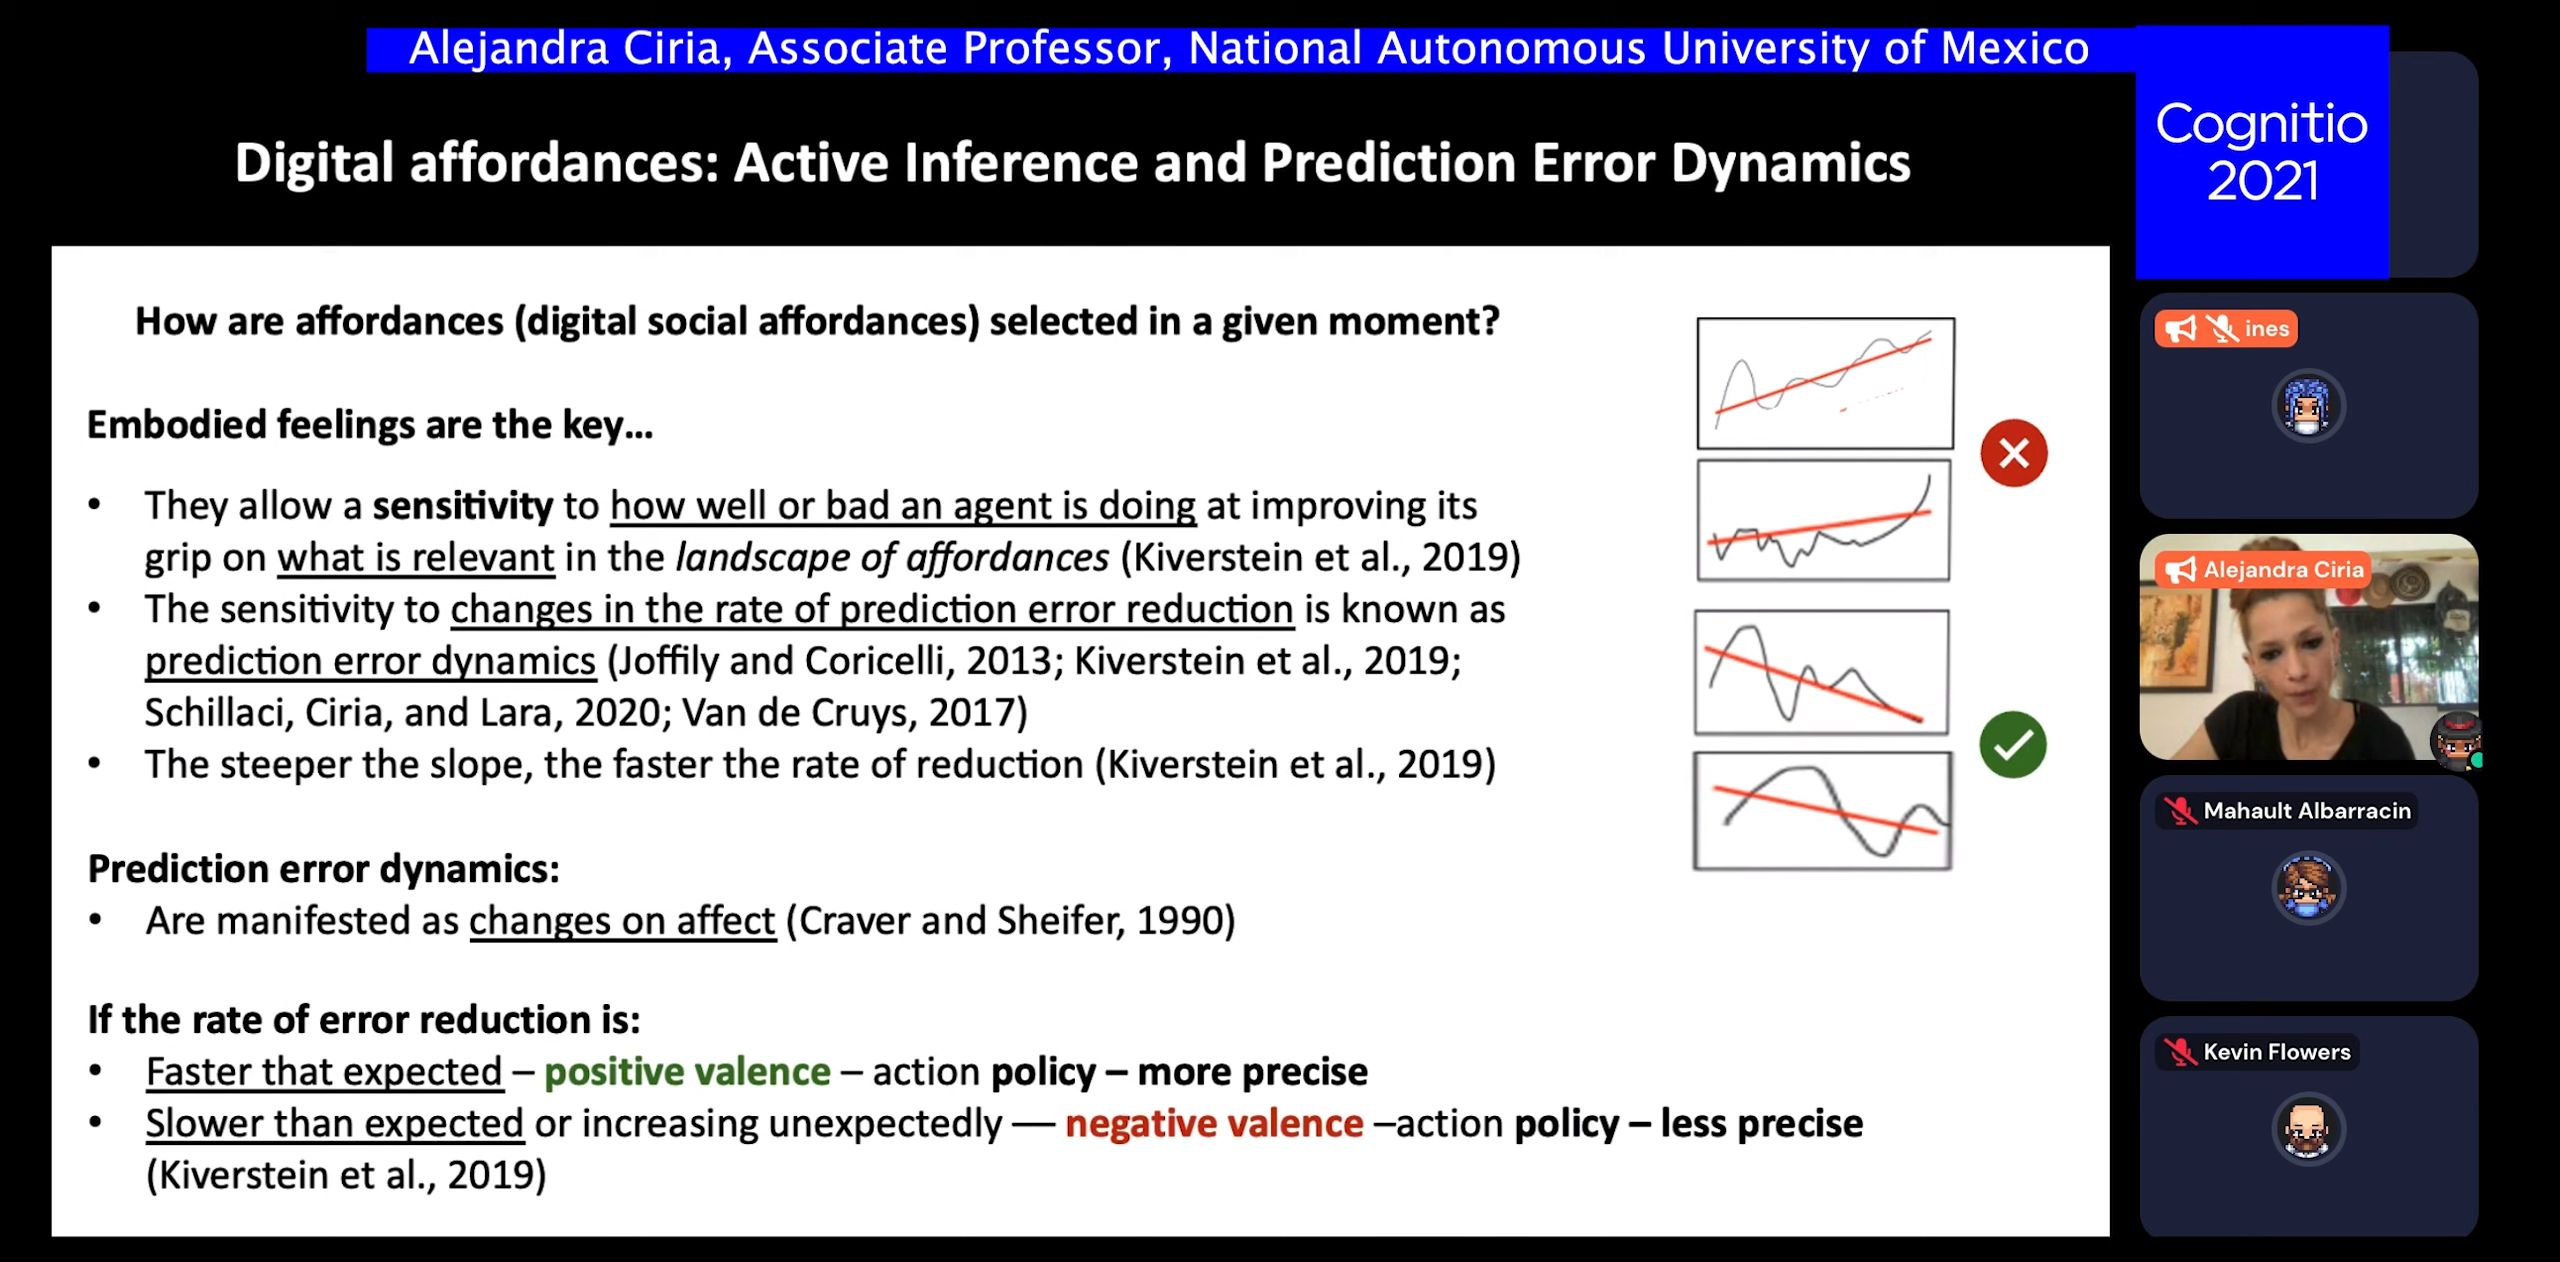 Alejandra Ciria, Associate Professor, National Autonomous University of Mexico
Cognitio
2021
Digital affordances: Active Inference and Prediction Error Dynamics
How are affordances (digital social affordances) selected in a given moment?
Embodied feelings are the key...
• They allow a sensitivity to how well or bad an agent is doing at improving its
grip on what is relevant in the landscape of affordances (Kiverstein et al., 2019)
• The sensitivity to changes in the rate of prediction error reduction is known as
prediction error dynamics (Joffily and Coricelli, 2013; Kiverstein et al., 2019;
Schillaci, Ciria, and Lara, 2020; Van de Cruys, 2017)
• The steeper the slope, the faster the rate of reduction (Kiverstein et al., 2019)
Prediction error dynamics:
• Are manifested as changes on affect (Craver and Sheifer, 1990)
If the rate of error reduction is:
• Faster that expected – positive valence – action policy – more precise
• Slower than expected or increasing unexpectedly –– negative valence –action policy – less precise
(Kiverstein et al., 2019)
ines
Alejandra Ciria
Mahault Albarracin
Kevin Flowers